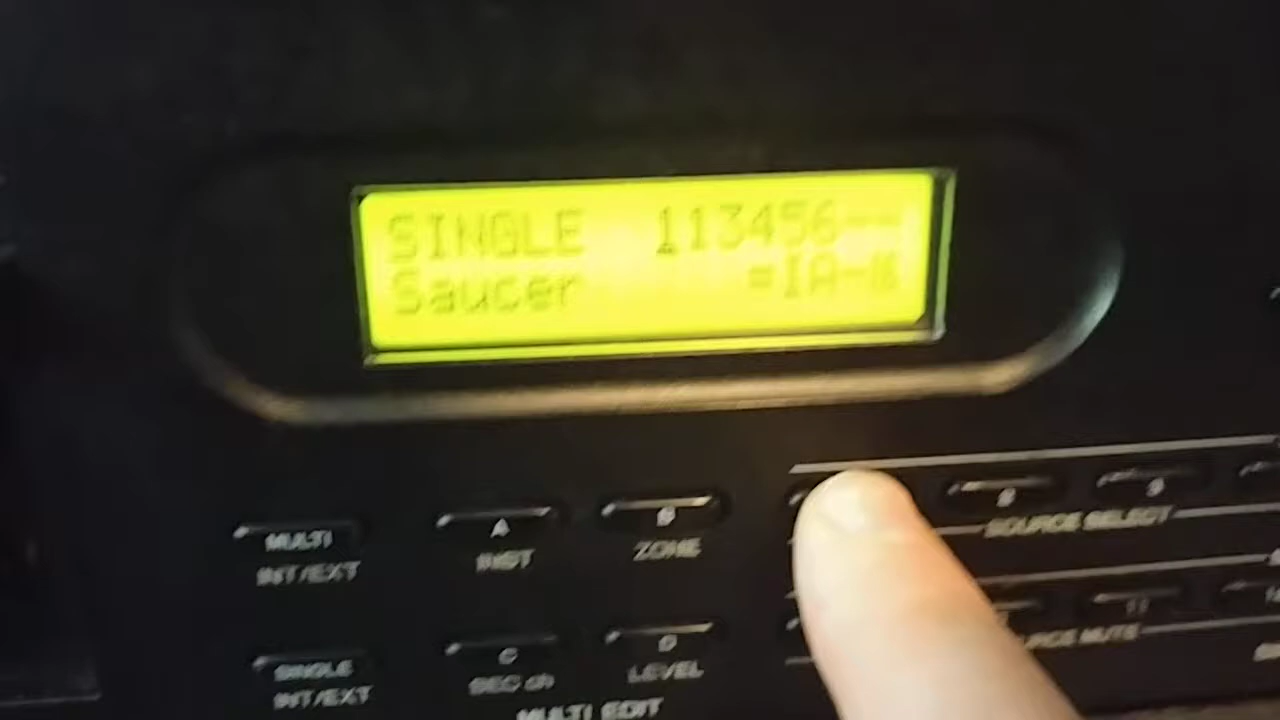 SINGLE 113456--
Saucer =IA-
MULTI
INT/EXT
A
INST
ZONE
SOURCE SELECT
SINGLE
INT/EXT
C
SEC ch
D
LEVEL
11
MULTI EDIT